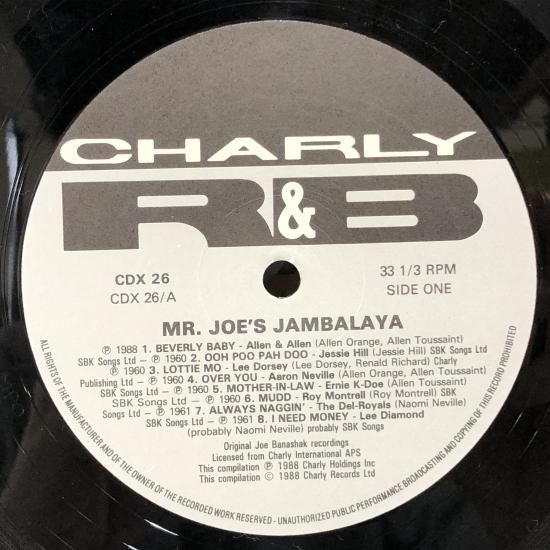 CHARLY
R&B
CDX 26
CDX 26/A
33 1/3 RPM
SIDE ONE
MR. JOE'S JAMBALAYA
℗ 1988 1. BEVERLY BABY - Allen & Allen (Allen Orange, Allen Toussaint)
SBK Songs Ltd — ℗ 1960 2. OOH POO PAH DOO - Jessie Hill (Jessie Hill) SBK Songs Ltd
— ℗ 1960 3. LOTTIE MO - Lee Dorsey (Lee Dorsey, Renald Richard) Charly
Publishing Ltd — ℗ 1960 4. OVER YOU - Aaron Neville (Allen Orange, Allen Toussaint)
SBK Songs Ltd — ℗ 1960 5. MOTHER-IN-LAW - Ernie K-Doe (Allen Toussaint)
SBK Songs Ltd — ℗ 1960 6. MUDD - Roy Montrell (Roy Montrell) SBK
Songs Ltd — ℗ 1961 7. ALWAYS NAGGIN' - The Del-Royals (Naomi Neville)
SBK Songs Ltd — ℗ 1961 8. I NEED MONEY - Lee Diamond
(probably Naomi Neville) probably SBK Songs
Original Joe Banashak recordings
Licensed from Charly International APS
This compilation ℗ 1988 Charly Holdings Inc
This compilation © 1988 Charly Records Ltd
ALL RIGHTS OF THE MANUFACTURER AND OF THE OWNER OF THE RECORDED WORK RESERVED - UNAUTHORIZED PUBLIC PERFORMANCE BROADCASTING AND COPYING OF THIS RECORD PROHIBITED